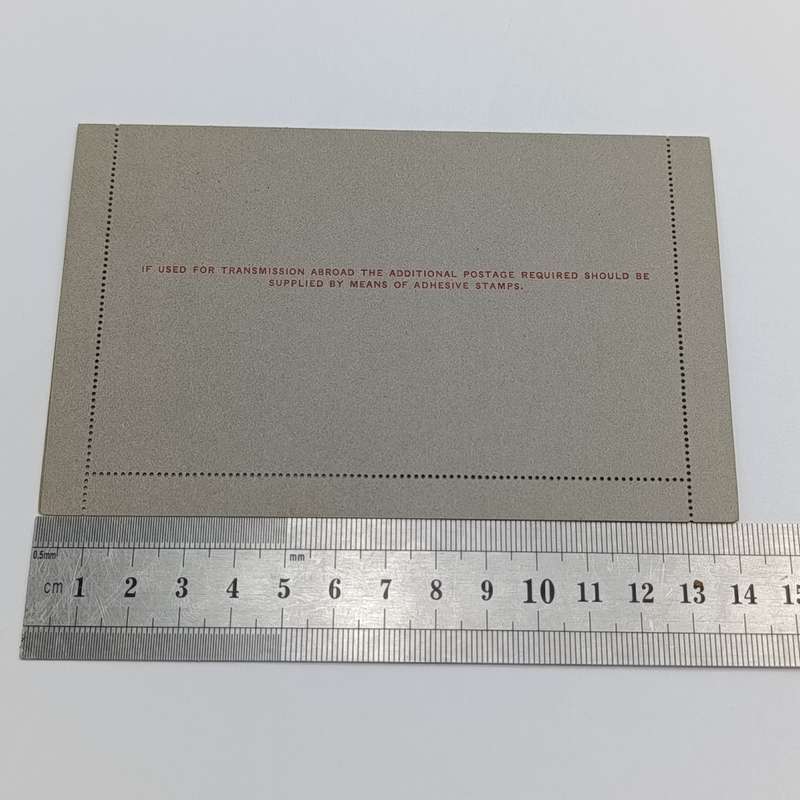 IF USED FOR TRANSMISSION ABROAD THE ADDITIONAL POSTAGE REQUIRED SHOULD BE
SUPPLIED BY MEANS OF ADHESIVE STAMPS.
0.5mm mm
cm 1 2 3 4 5 6 7 8 9 10 11 12 13 14 15